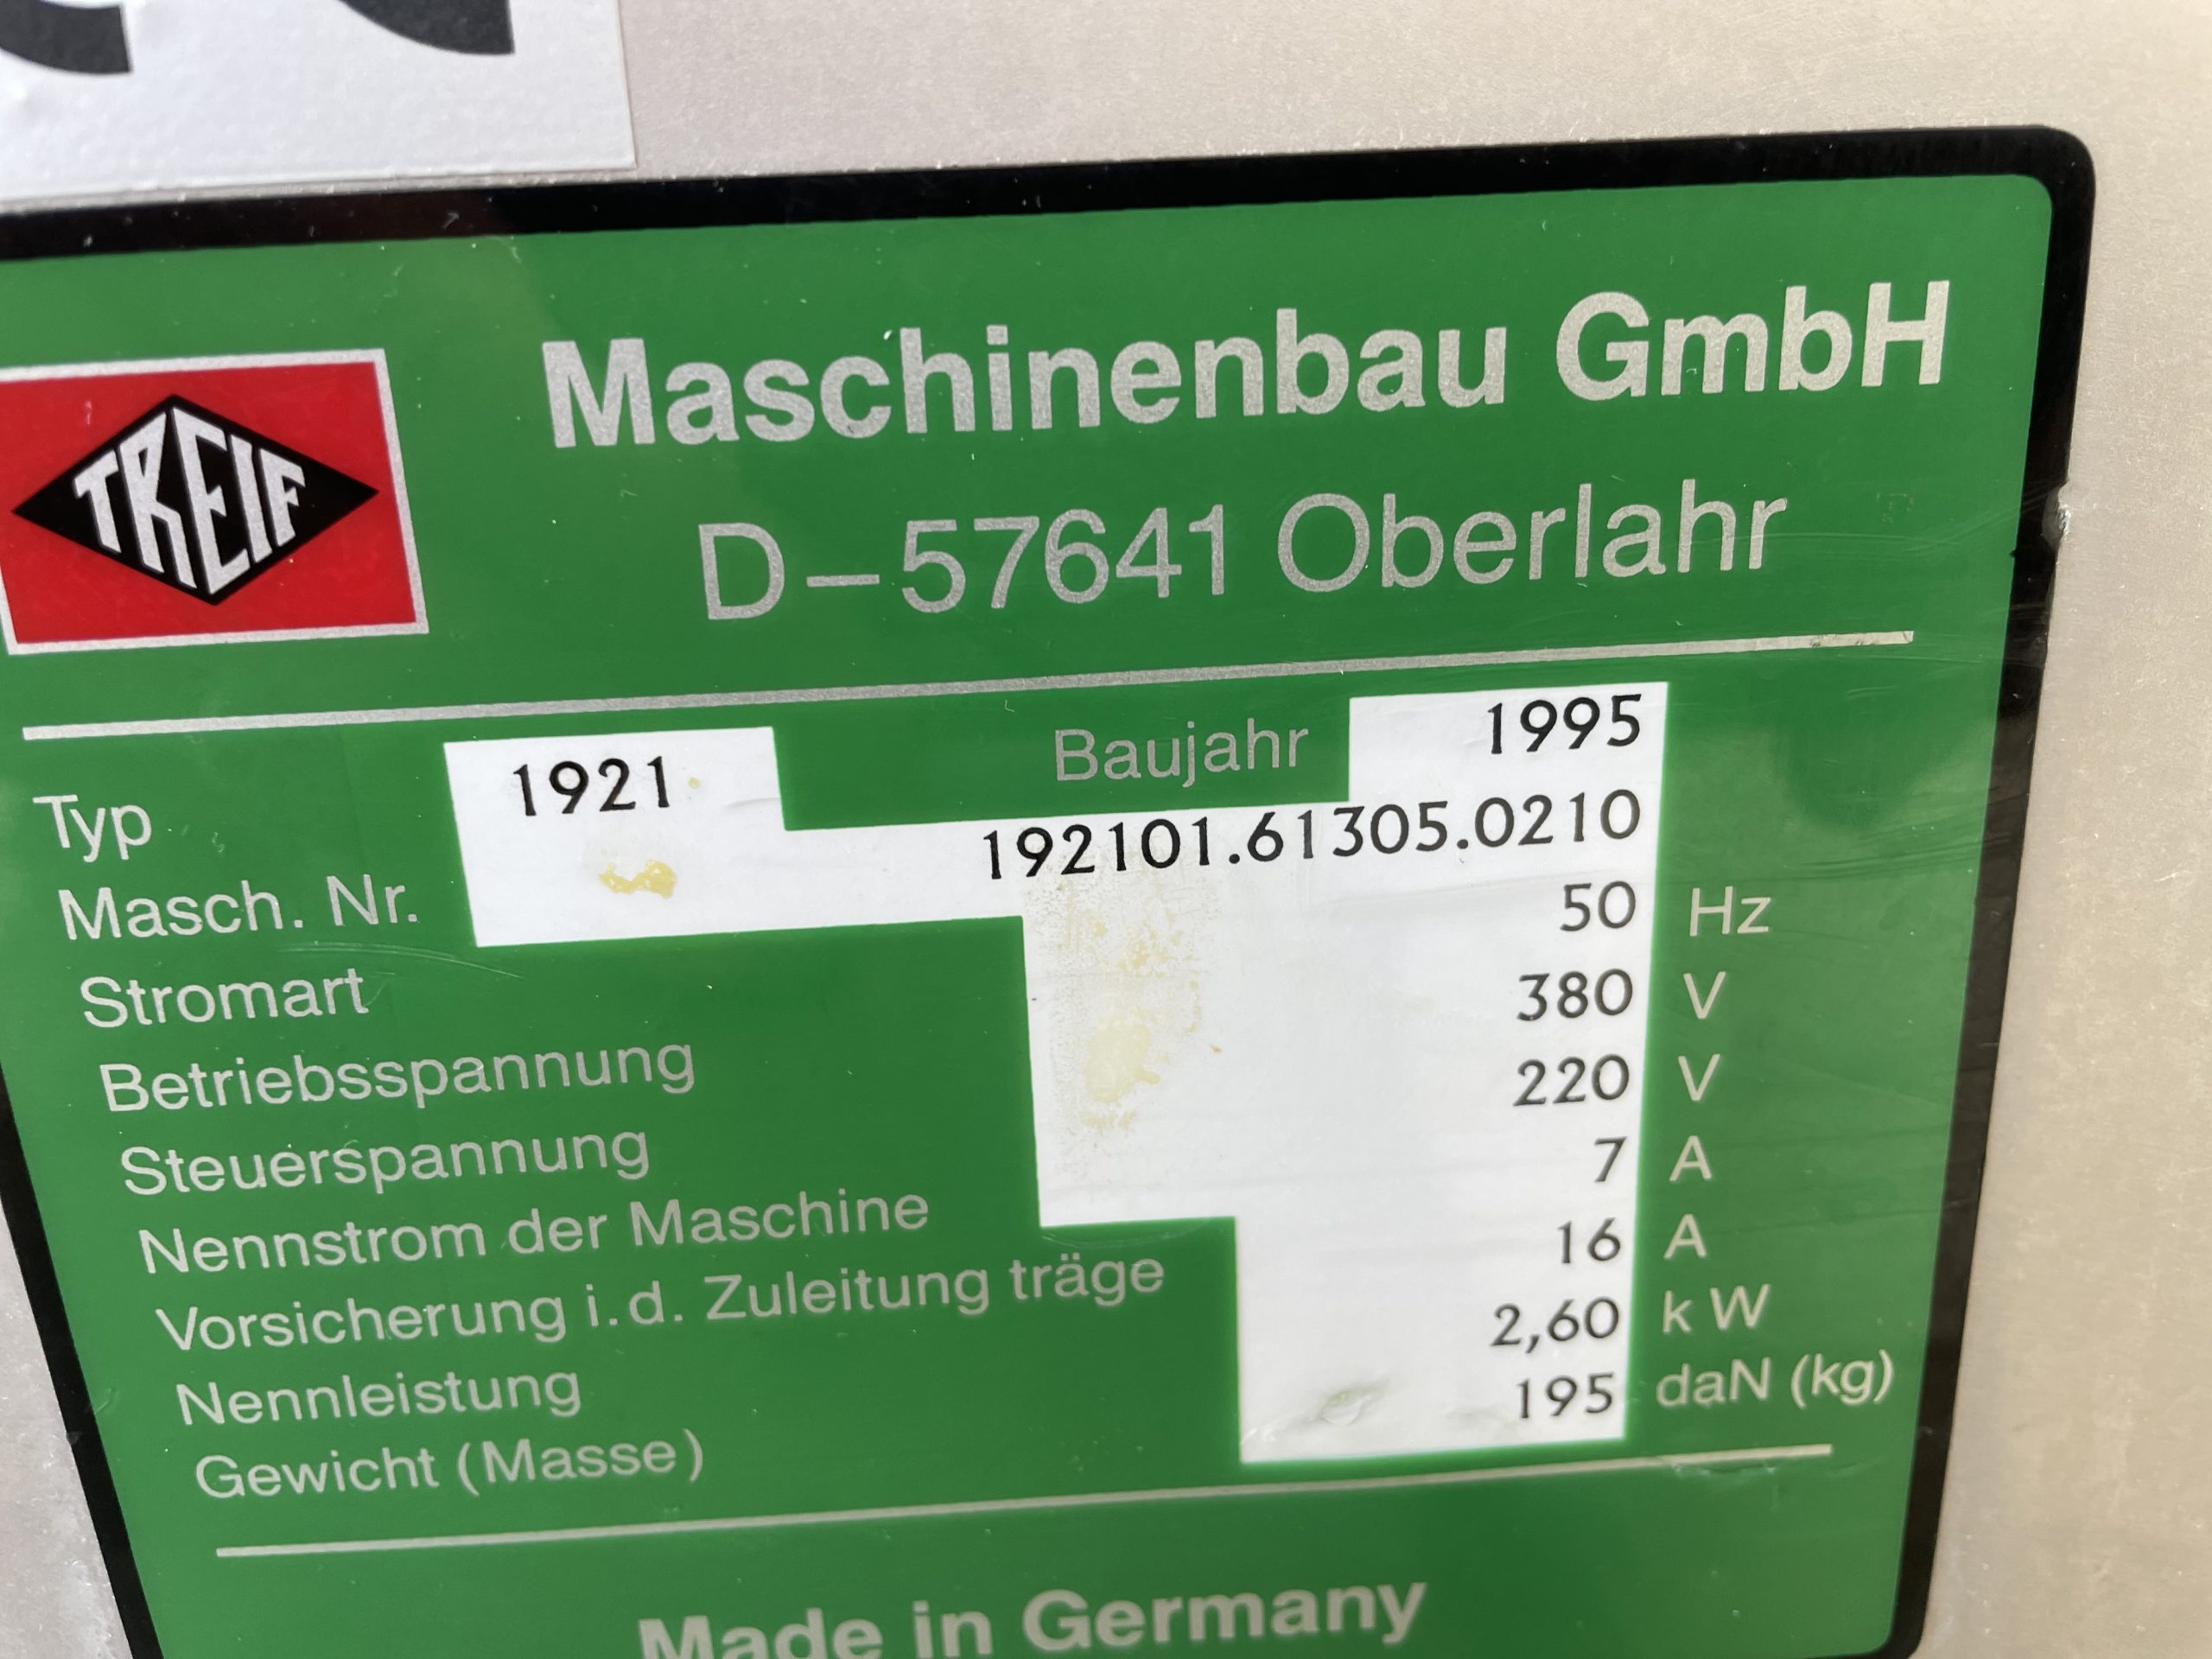 TREIF
Maschinenbau GmbH
D–57641 Oberlahr
Typ 1921 Baujahr 1995
Masch. Nr. 192101.61305.0210
Stromart 50 Hz
Betriebsspannung 380 V
Steuerspannung 220 V
Nennstrom der Maschine 7 A
Vorsicherung i.d. Zuleitung träge 16 A
Nennleistung 2,60 kW
Gewicht (Masse) 195 daN (kg)
Made in Germany